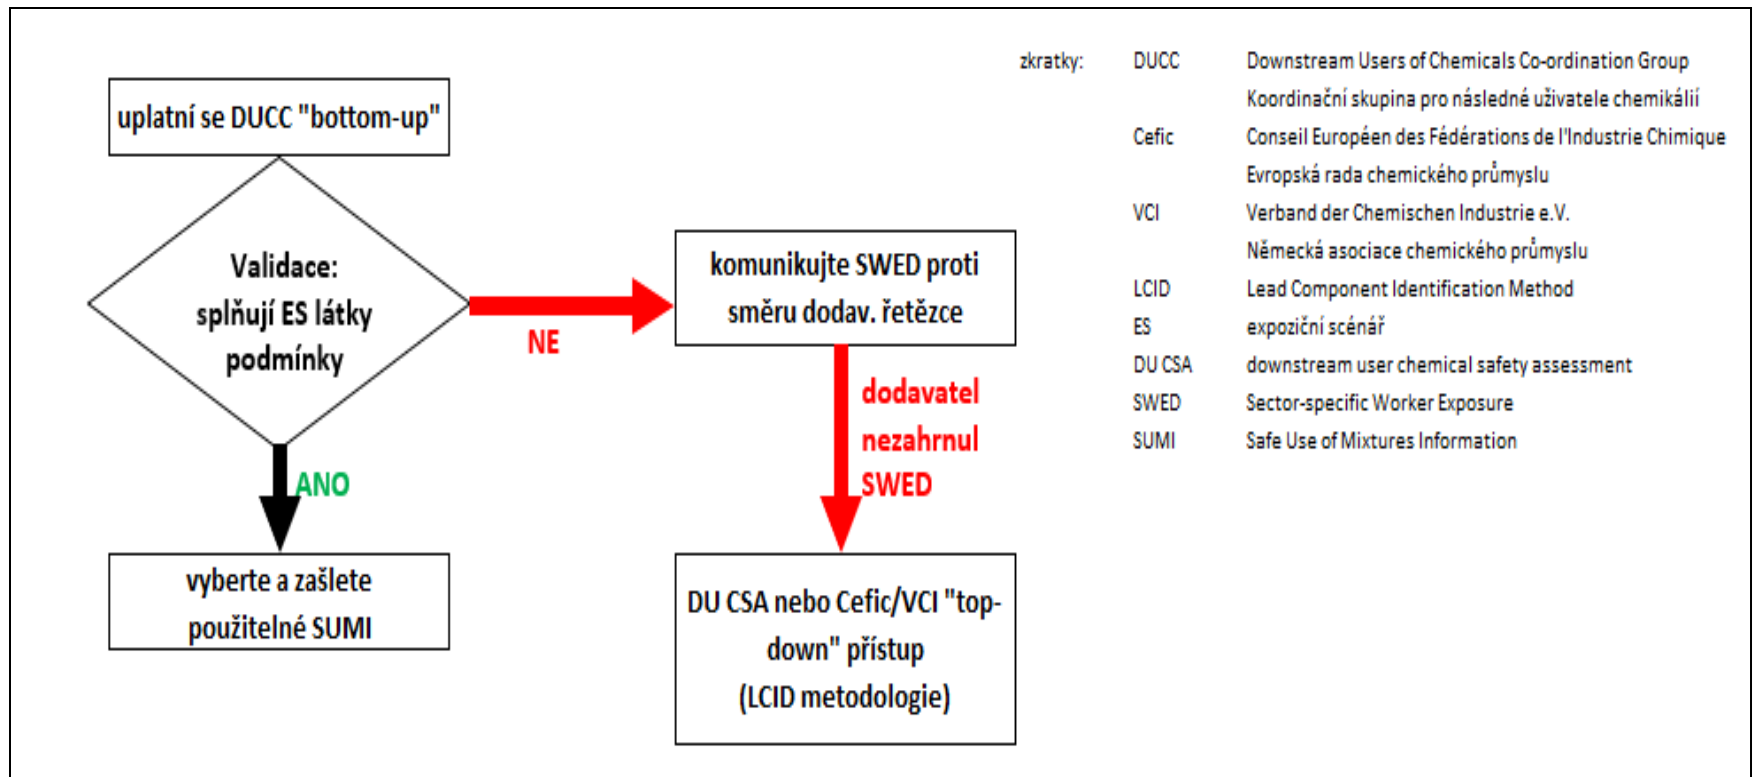 uplatní se DUCC "bottom-up"
Validace:
splňují ES látky
podmínky
NE
ANO
vyberte a zašlete
použitelné SUMI
komunikujte SWED proti
směru dodav. řetězce
dodavatel
nezahrnul
SWED
DU CSA nebo Cefic/VCI "top-
down" přístup
(LCID metodologie)
zkratky: DUCC Downstream Users of Chemicals Co-ordination Group
Koordinační skupina pro následné uživatele chemikálií
Cefic Conseil Européen des Fédérations de l'Industrie Chimique
Evropská rada chemického průmyslu
VCI Verband der Chemischen Industrie e.V.
Německá asociace chemického průmyslu
LCID Lead Component Identification Method
ES expoziční scénář
DU CSA downstream user chemical safety assessment
SWED Sector-specific Worker Exposure
SUMI Safe Use of Mixtures Information